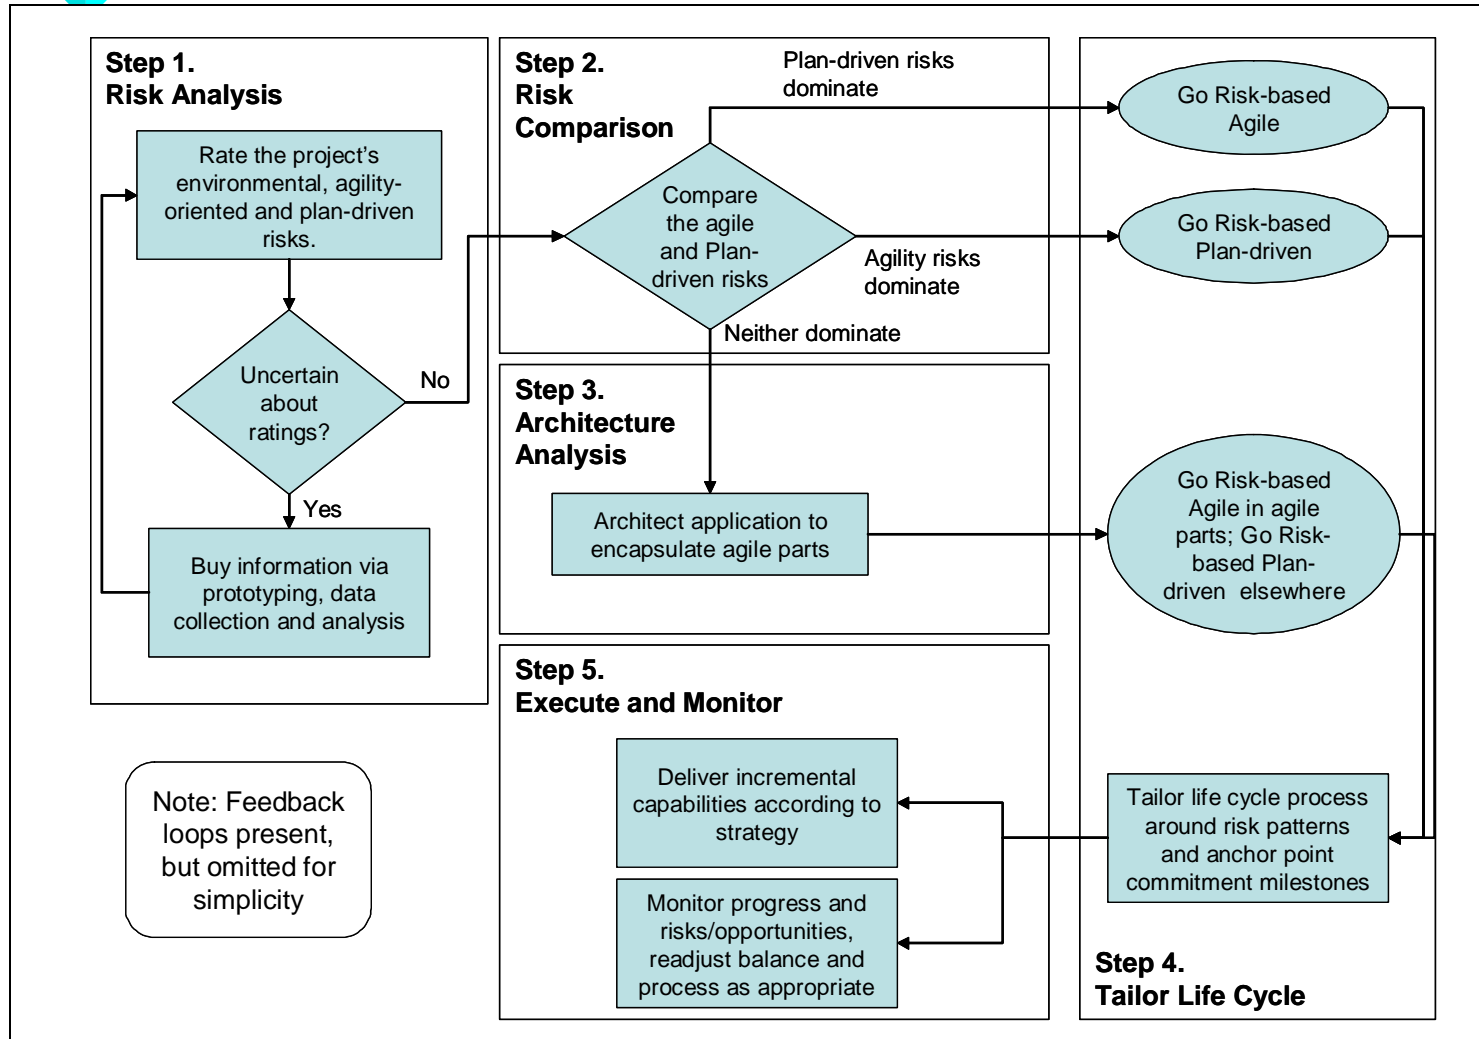 Step 1.
Risk Analysis
Rate the project's
environmental, agility-
oriented and plan-driven
risks.
Uncertain
about
ratings?
No
Yes
Buy information via
prototyping, data
collection and analysis
Note: Feedback
loops present,
but omitted for
simplicity
Step 2.
Risk
Comparison
Plan-driven risks
dominate
Compare
the agile
and Plan-
driven risks
Agility risks
dominate
Neither dominate
Step 3.
Architecture
Analysis
Architect application to
encapsulate agile parts
Go Risk-based
Agile
Go Risk-based
Plan-driven
Go Risk-based
Agile in agile
parts; Go Risk-
based Plan-
driven elsewhere
Tailor life cycle process
around risk patterns
and anchor point
commitment milestones
Step 4.
Tailor Life Cycle
Step 5.
Execute and Monitor
Deliver incremental
capabilities according to
strategy
Monitor progress and
risks/opportunities,
readjust balance and
process as appropriate